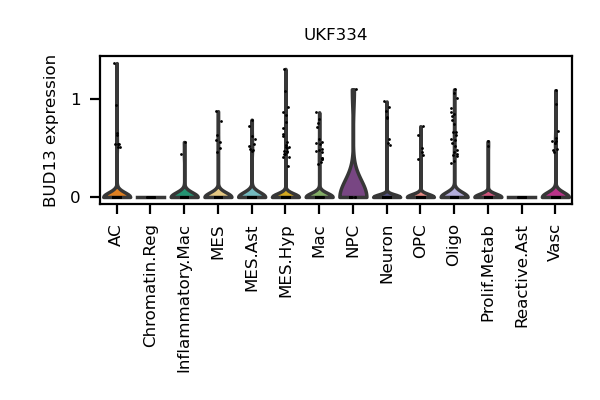 UKF334
BUD13 expression
1
0
AC
Chromatin.Reg
Inflammatory.Mac
MES
MES.Ast
MES.Hyp
Mac
NPC
Neuron
OPC
Oligo
Prolif.Metab
Reactive.Ast
Vasc